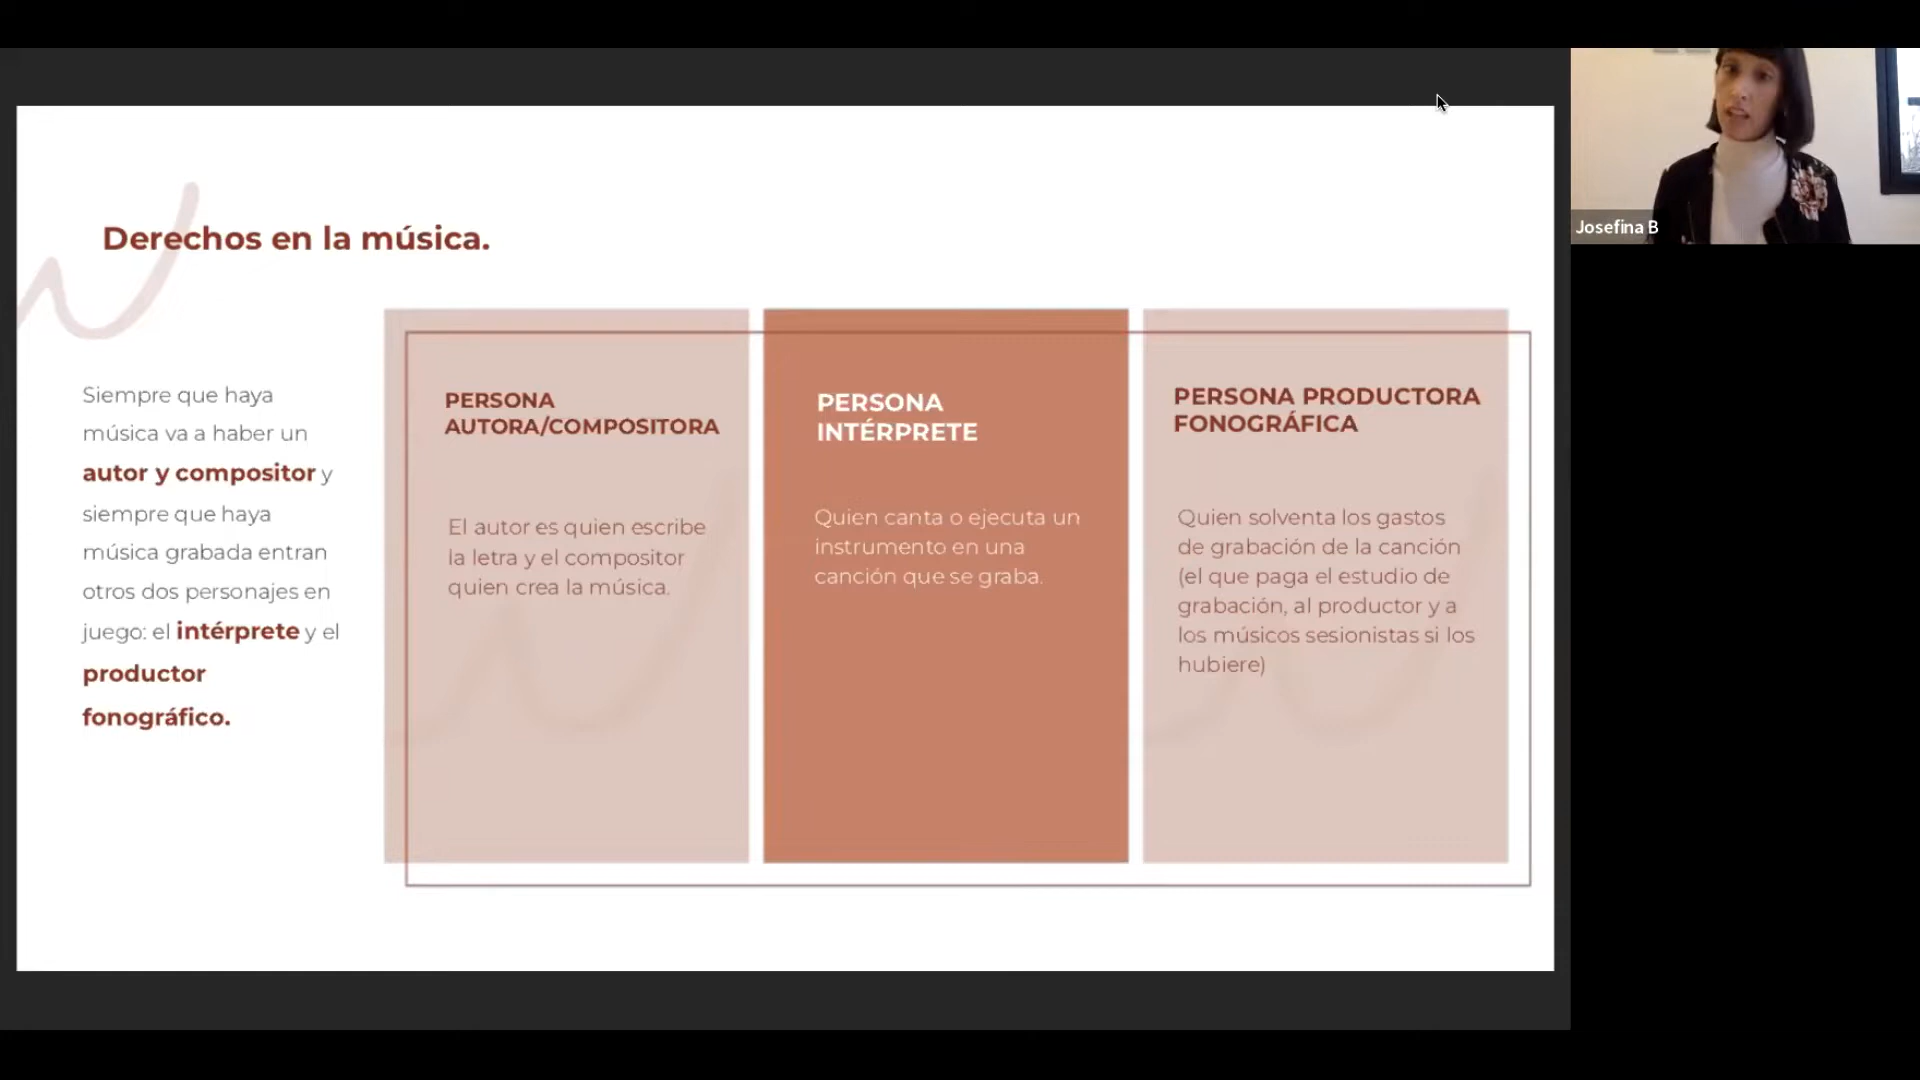 Derechos en la música.
Siempre que haya
música va a haber un
autor y compositor y
siempre que haya
música grabada entran
otros dos personajes en
juego: el intérprete y el
productor
fonográfico.
PERSONA
AUTORA/COMPOSITORA
El autor es quien escribe
la letra y el compositor
quien crea la música.
PERSONA
INTÉRPRETE
Quien canta o ejecuta un
instrumento en una
canción que se graba.
PERSONA PRODUCTORA
FONOGRÁFICA
Quien solventa los gastos
de grabación de la canción
(el que paga el estudio de
grabación, al productor y a
los músicos sesionistas si los
hubiere)
Josefina B